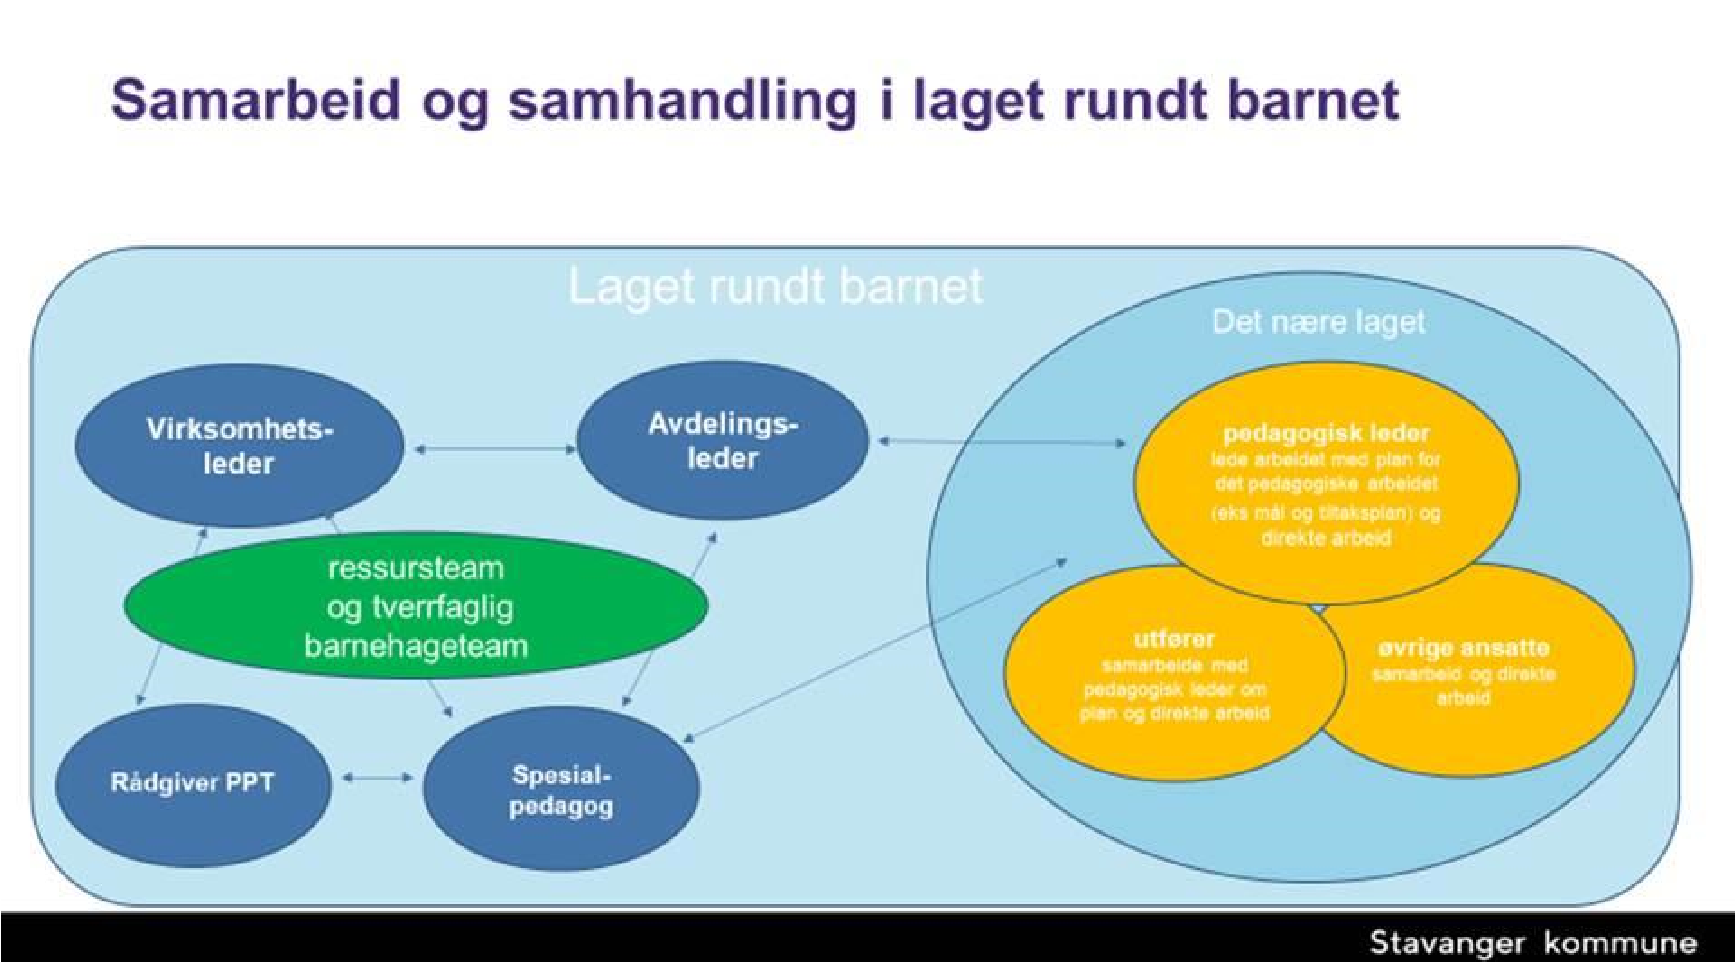 Samarbeid og samhandling i laget rundt barnet
Laget rundt barnet
Det nære laget
Virksomhets-
leder
Avdelings-
leder
pedagogisk leder
lede arbeidet med plan for
det pedagogiske arbeidet
(eks mål og tiltaksplan) og
direkte arbeid
ressursteam
og tverrfaglig
barnehageteam
utfører
samarbeide med
pedagogisk leder om
plan og direkte arbeid
øvrige ansatte
samarbeid og direkte
arbeid
Rådgiver PPT
Spesial-
pedagog
Stavanger kommune